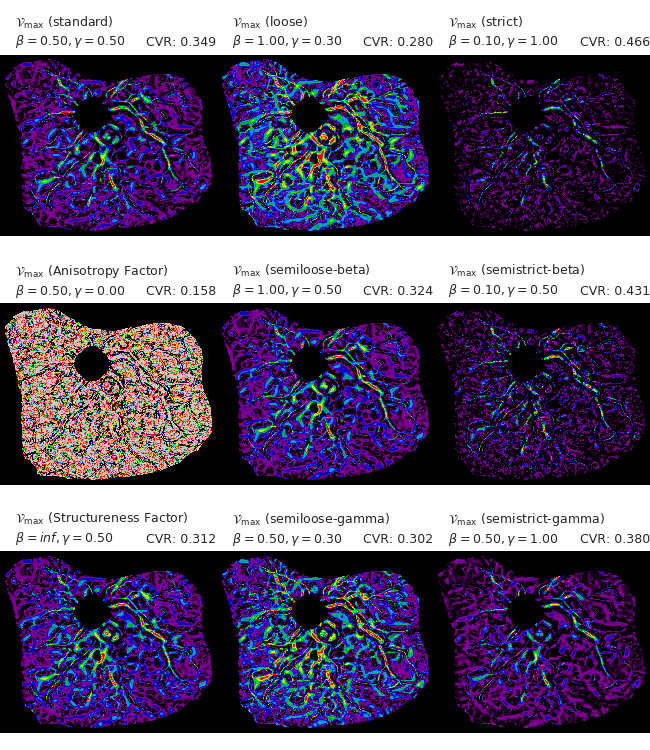 𝒱max (standard)
β = 0.50, γ = 0.50 CVR: 0.349
𝒱max (loose)
β = 1.00, γ = 0.30 CVR: 0.280
𝒱max (strict)
β = 0.10, γ = 1.00 CVR: 0.466
𝒱max (Anisotropy Factor)
β = 0.50, γ = 0.00 CVR: 0.158
𝒱max (semiloose-beta)
β = 1.00, γ = 0.50 CVR: 0.324
𝒱max (semistrict-beta)
β = 0.10, γ = 0.50 CVR: 0.431
𝒱max (Structureness Factor)
β = inf, γ = 0.50 CVR: 0.312
𝒱max (semiloose-gamma)
β = 0.50, γ = 0.30 CVR: 0.302
𝒱max (semistrict-gamma)
β = 0.50, γ = 1.00 CVR: 0.380